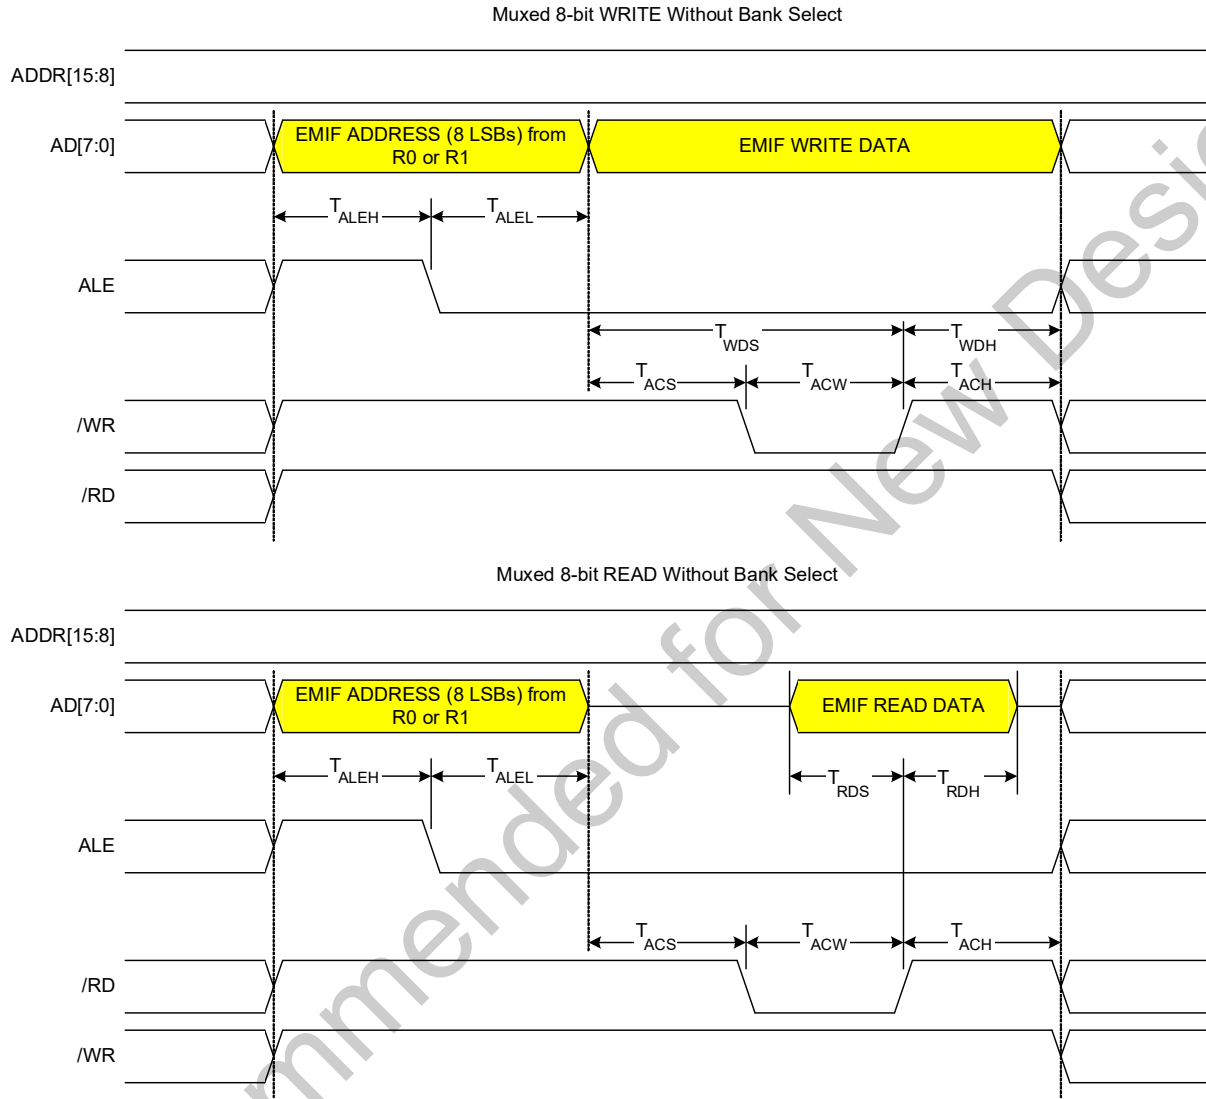 Muxed 8-bit WRITE Without Bank Select
ADDR[15:8]
AD[7:0]
EMIF ADDRESS (8 LSBs) from
R0 or R1
EMIF WRITE DATA
TALEH
TALEL
ALE
TWDS
TWDH
TACS
TACW
TACH
/WR
/RD
Muxed 8-bit READ Without Bank Select
ADDR[15:8]
AD[7:0]
EMIF ADDRESS (8 LSBs) from
R0 or R1
EMIF READ DATA
TALEH
TALEL
TRDS
TRDH
ALE
TACS
TACW
TACH
/RD
/WR
mmended for New Desig